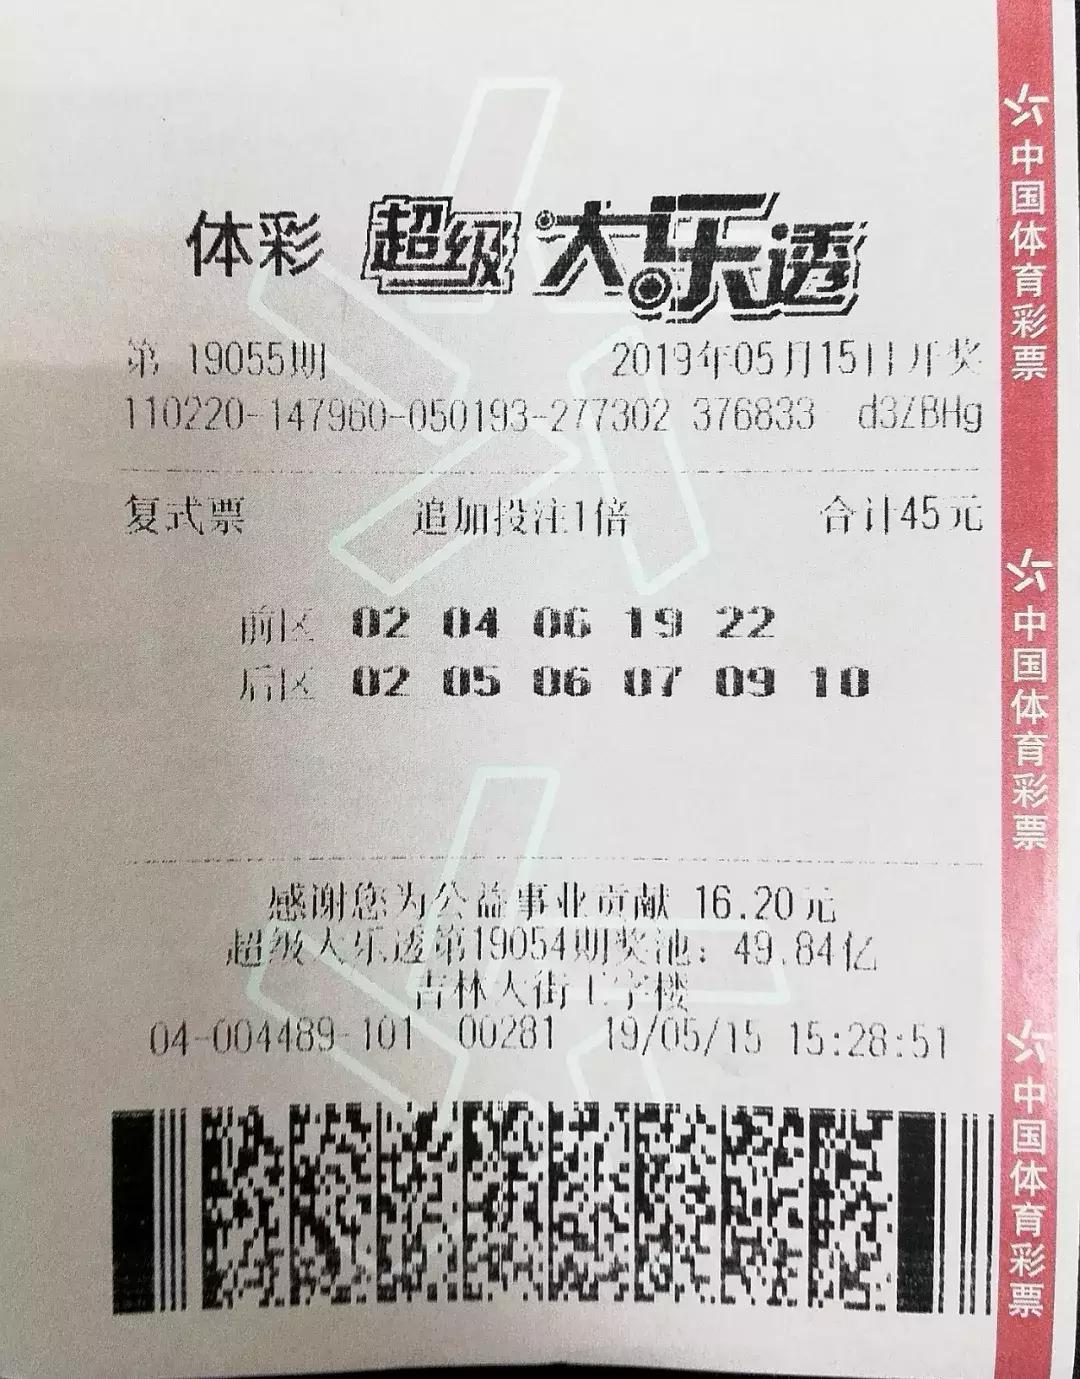 体彩 超级大乐透
第 19055期 2019年05月15日开奖
110220-147960-050193-277302 376833 d3ZBHg
复式票 追加投注1倍 合计45元
前区 02 04 06 19 22
后区 02 05 06 07 09 10
感谢您为公益事业贡献 16.20元
超级大乐透第19054期奖池: 49.84亿
吉林大街工字楼
04-004489-101 00281 19/05/15 15:28:51
中国体育彩票
中国体育彩票
中国体育彩票